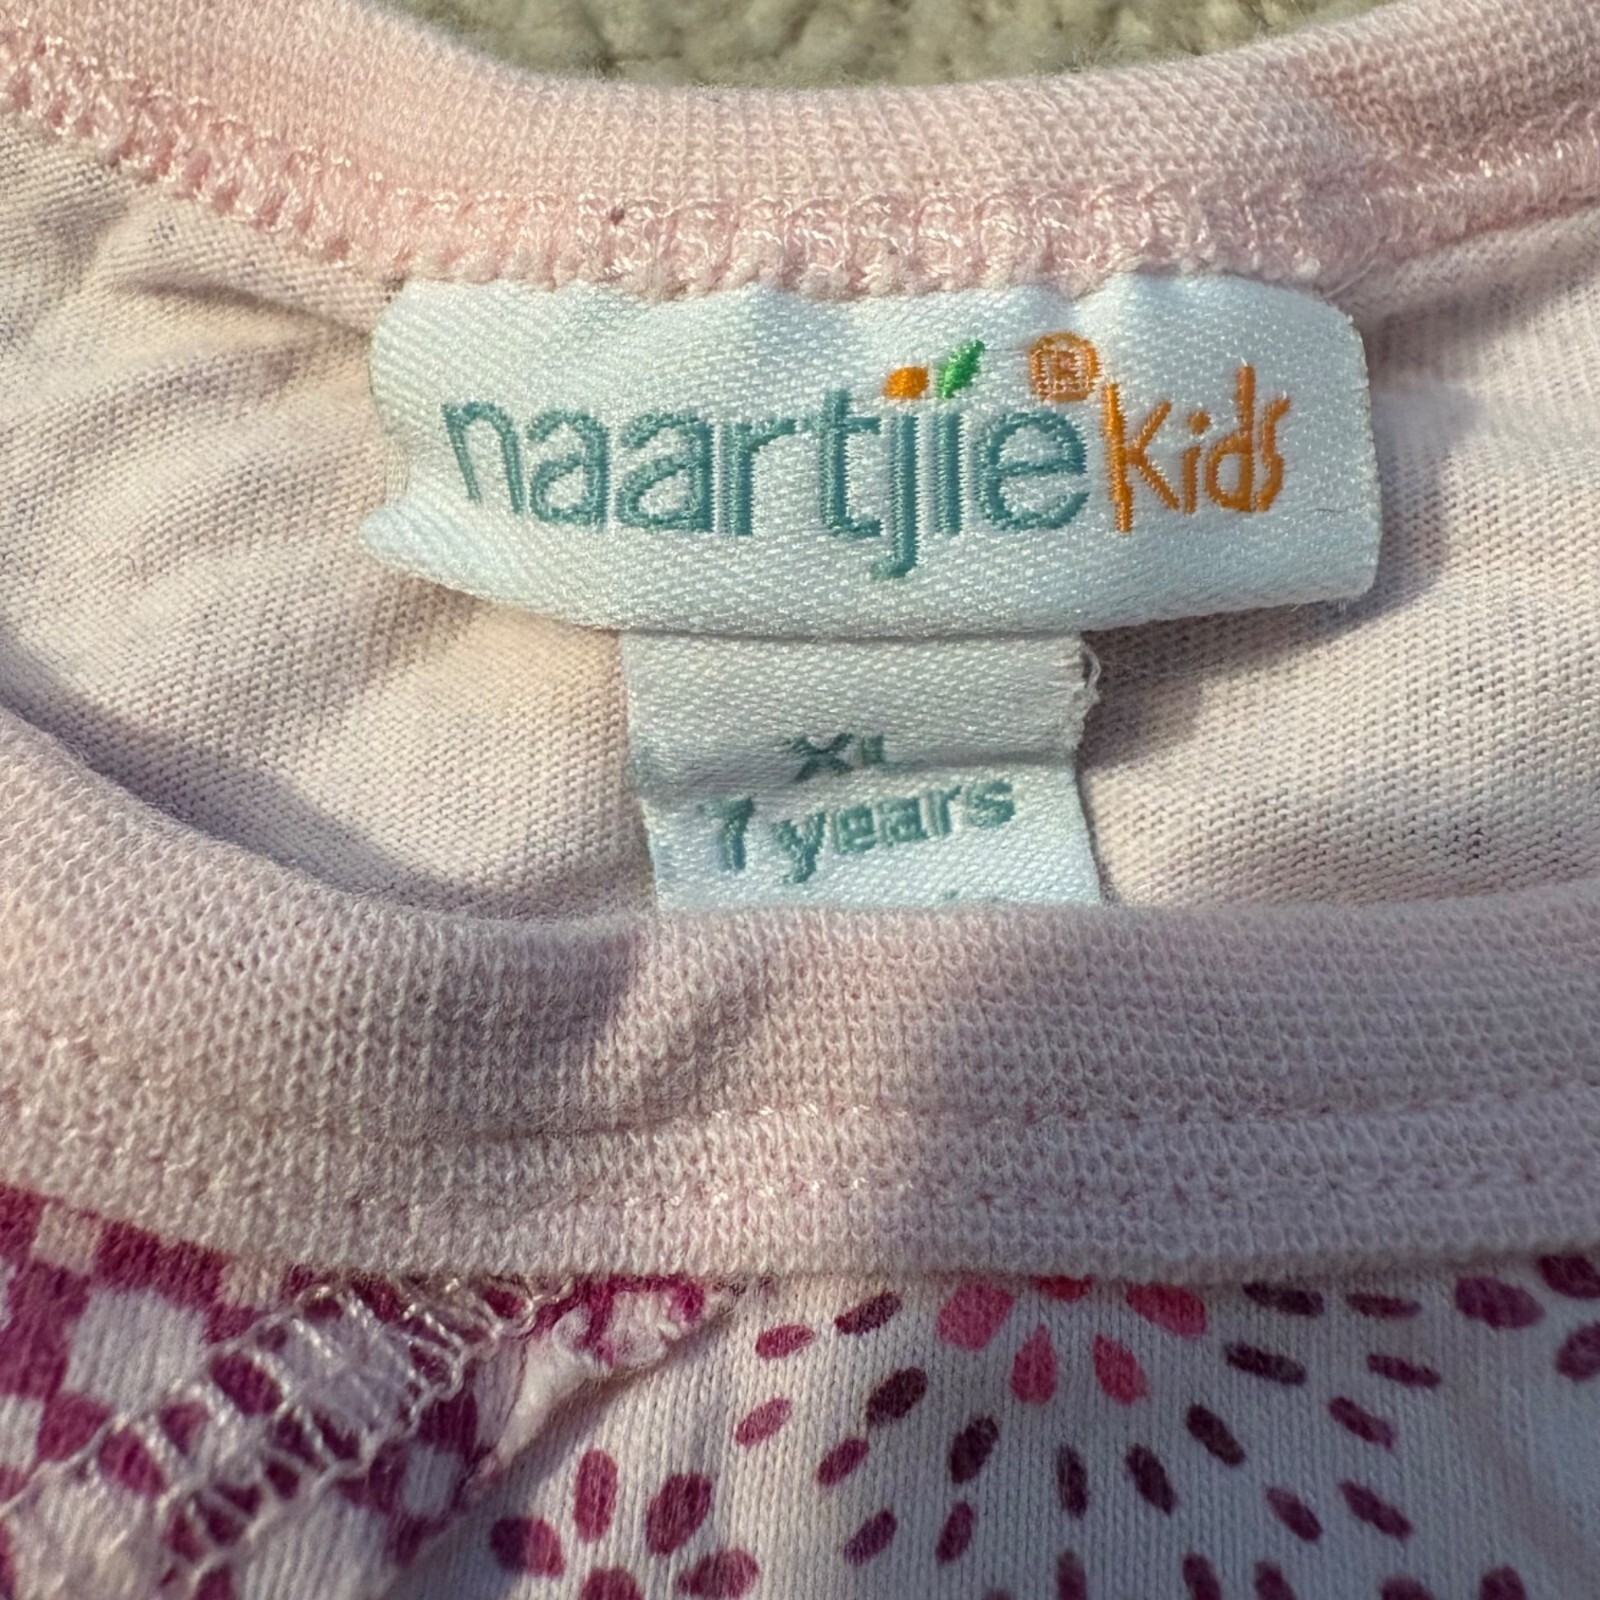 naartjie® kids
XL
7 years